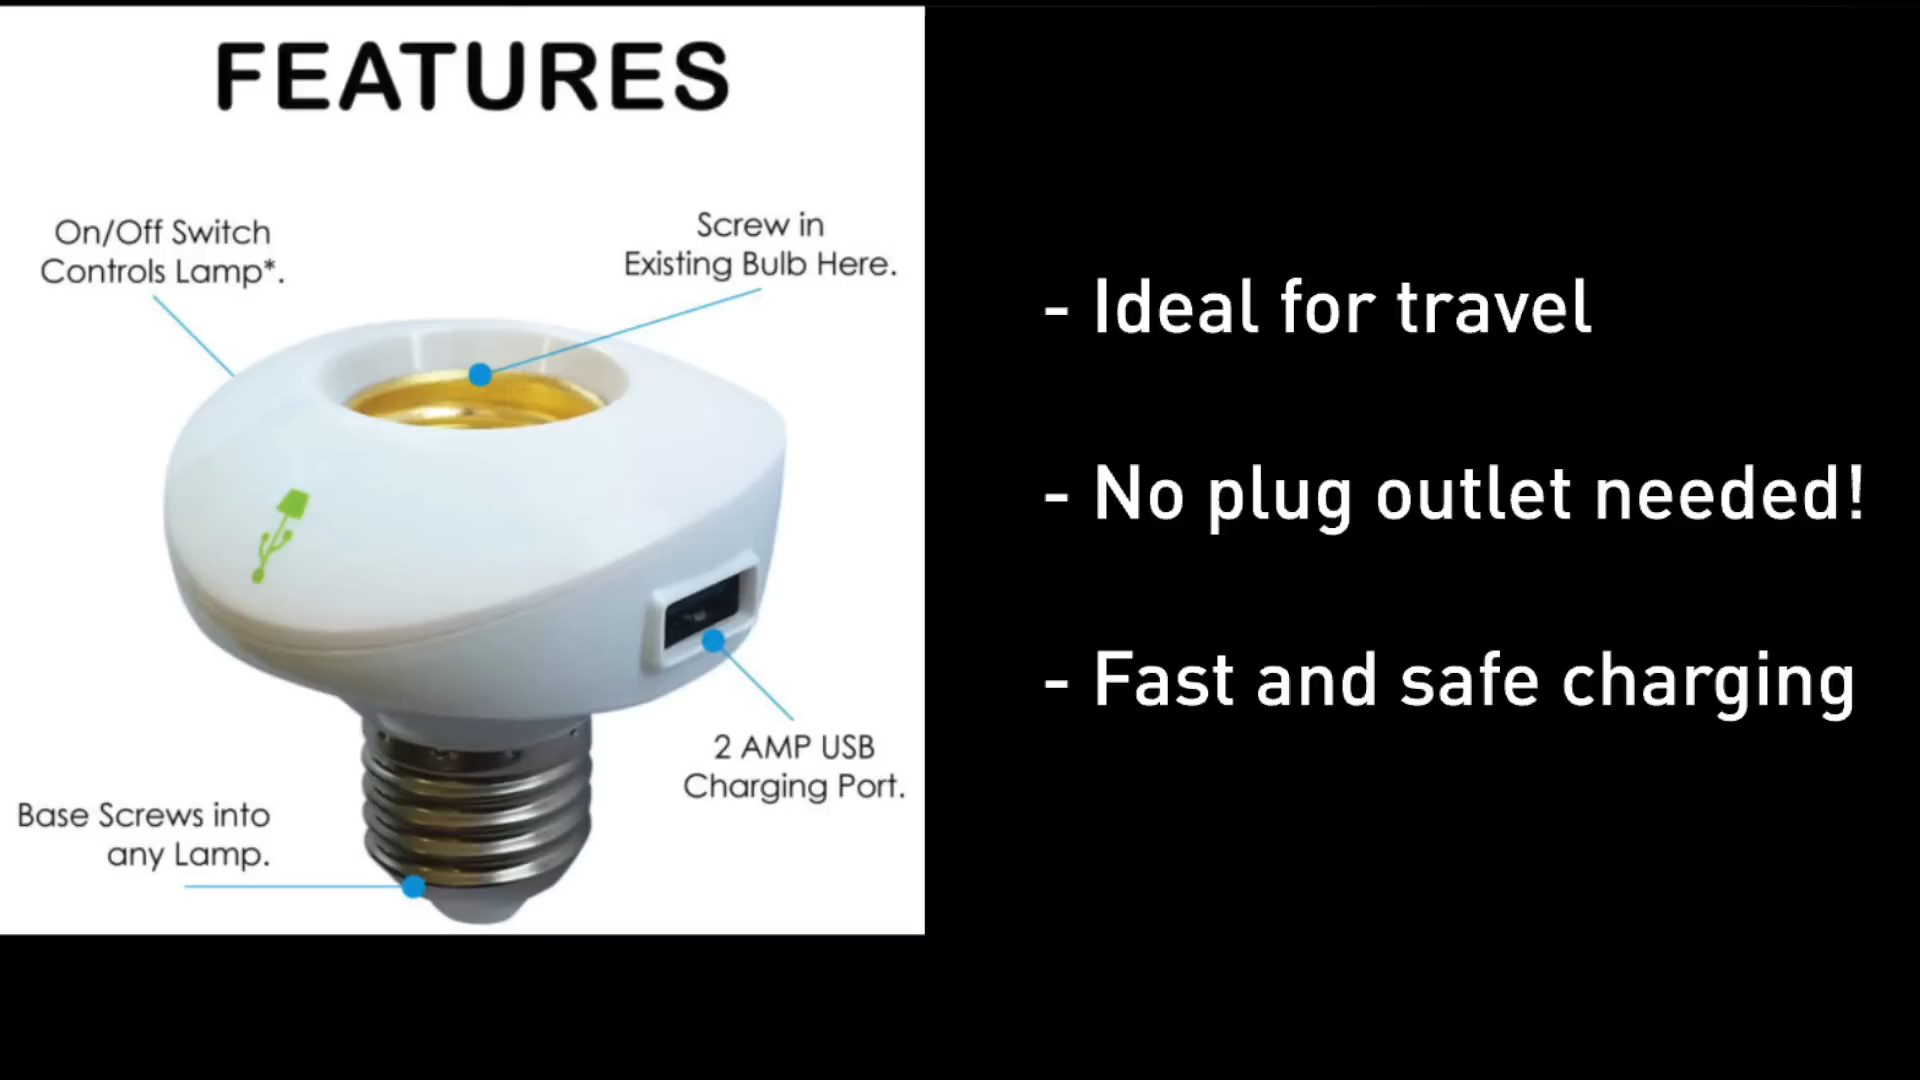 FEATURES
On/Off Switch
Controls Lamp*.
Screw in
Existing Bulb Here.
2 AMP USB
Charging Port.
Base Screws into
any Lamp.
- Ideal for travel
- No plug outlet needed!
- Fast and safe charging